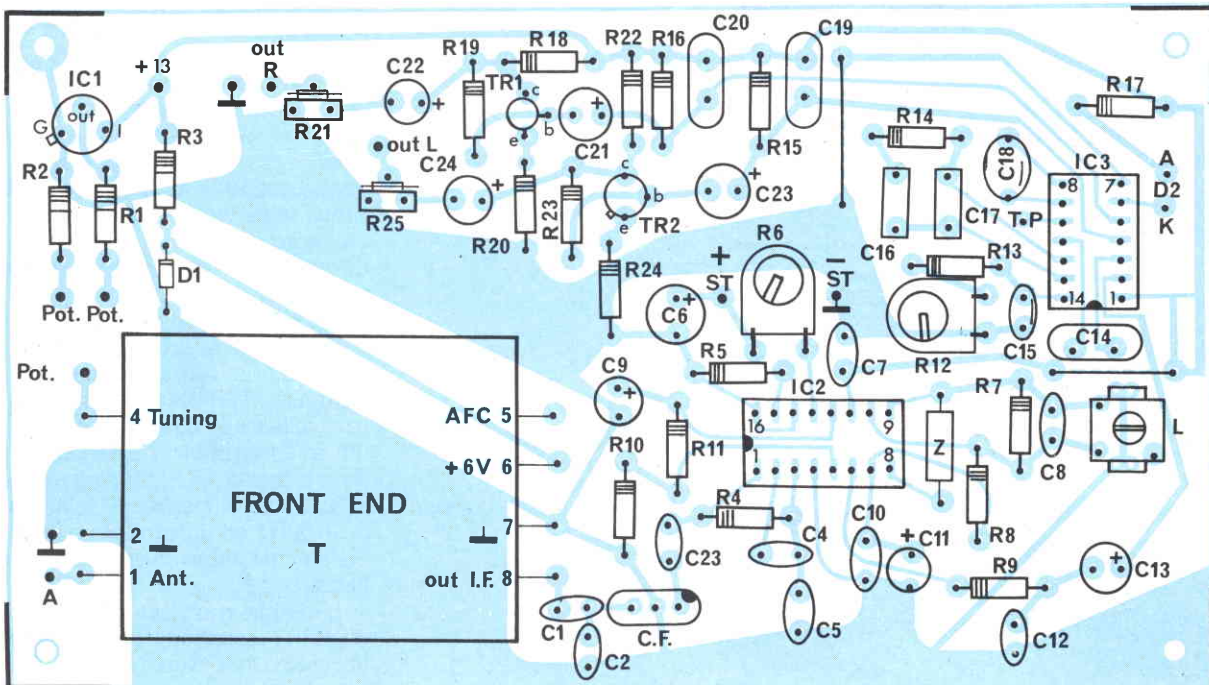 C20
C19
R19
R18
R22
R16
out
R
C22
TR1
+13
IC1
out
G
I
c
b
e
R21
R17
R14
R3
C21
R15
C18
IC3
out L
C24
A
D2
K
8
7
R2
R1
R25
R20
R23
c
b
e
TR2
C23
C16
C17
T.P
D1
R24
+
ST
R6
-
ST
R13
14
1
Pot.
Pot.
C6
C7
R12
C15
C14
Pot.
R5
C9
IC2
R7
4 Tuning
AFC 5
16
9
1
8
Z
C8
L
R10
R11
+6V 6
FRONT END
T
R4
C10
C11
+
R8
2
7
C23
C4
R9
C13
1 Ant.
out I.F. 8
A
C1
C.F.
C5
C12
C2